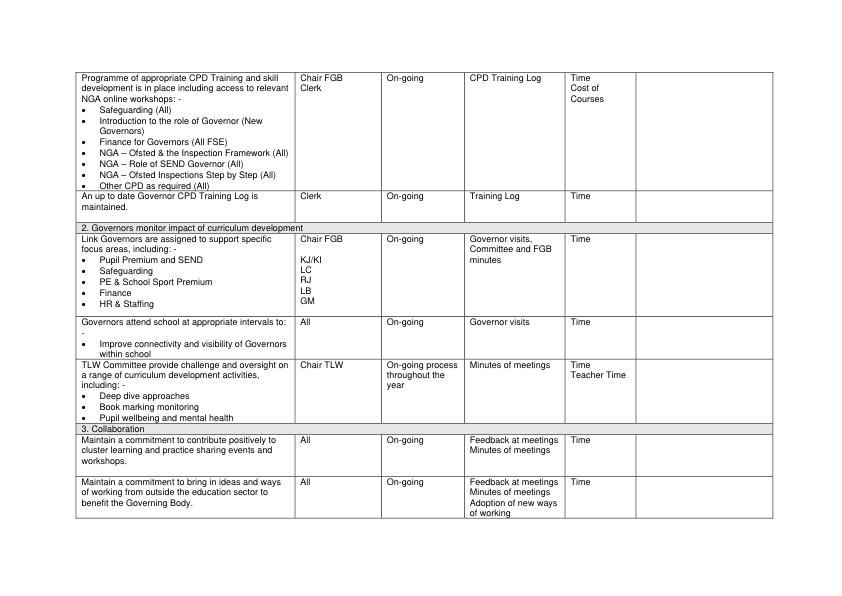 Programme of appropriate CPD Training and skill
development is in place including access to relevant
NGA online workshops: -
• Safeguarding (All)
• Introduction to the role of Governor (New
Governors)
• Finance for Governors (All FSE)
• NGA – Ofsted & the Inspection Framework (All)
• NGA – Role of SEND Governor (All)
• NGA – Ofsted Inspections Step by Step (All)
• Other CPD as required (All)
Chair FGB
Clerk
On-going
CPD Training Log
Time
Cost of
Courses
An up to date Governor CPD Training Log is
maintained.
Clerk
On-going
Training Log
Time
2. Governors monitor impact of curriculum development
Link Governors are assigned to support specific
focus areas, including: -
• Pupil Premium and SEND
• Safeguarding
• PE & School Sport Premium
• Finance
• HR & Staffing
Chair FGB
KJ/KI
LC
RJ
LB
GM
On-going
Governor visits,
Committee and FGB
minutes
Time
Governors attend school at appropriate intervals to:
-
• Improve connectivity and visibility of Governors
within school
All
On-going
Governor visits
Time
TLW Committee provide challenge and oversight on
a range of curriculum development activities,
including: -
• Deep dive approaches
• Book marking monitoring
• Pupil wellbeing and mental health
Chair TLW
On-going process
throughout the
year
Minutes of meetings
Time
Teacher Time
3. Collaboration
Maintain a commitment to contribute positively to
cluster learning and practice sharing events and
workshops.
All
On-going
Feedback at meetings
Minutes of meetings
Time
Maintain a commitment to bring in ideas and ways
of working from outside the education sector to
benefit the Governing Body.
All
On-going
Feedback at meetings
Minutes of meetings
Adoption of new ways
of working
Time